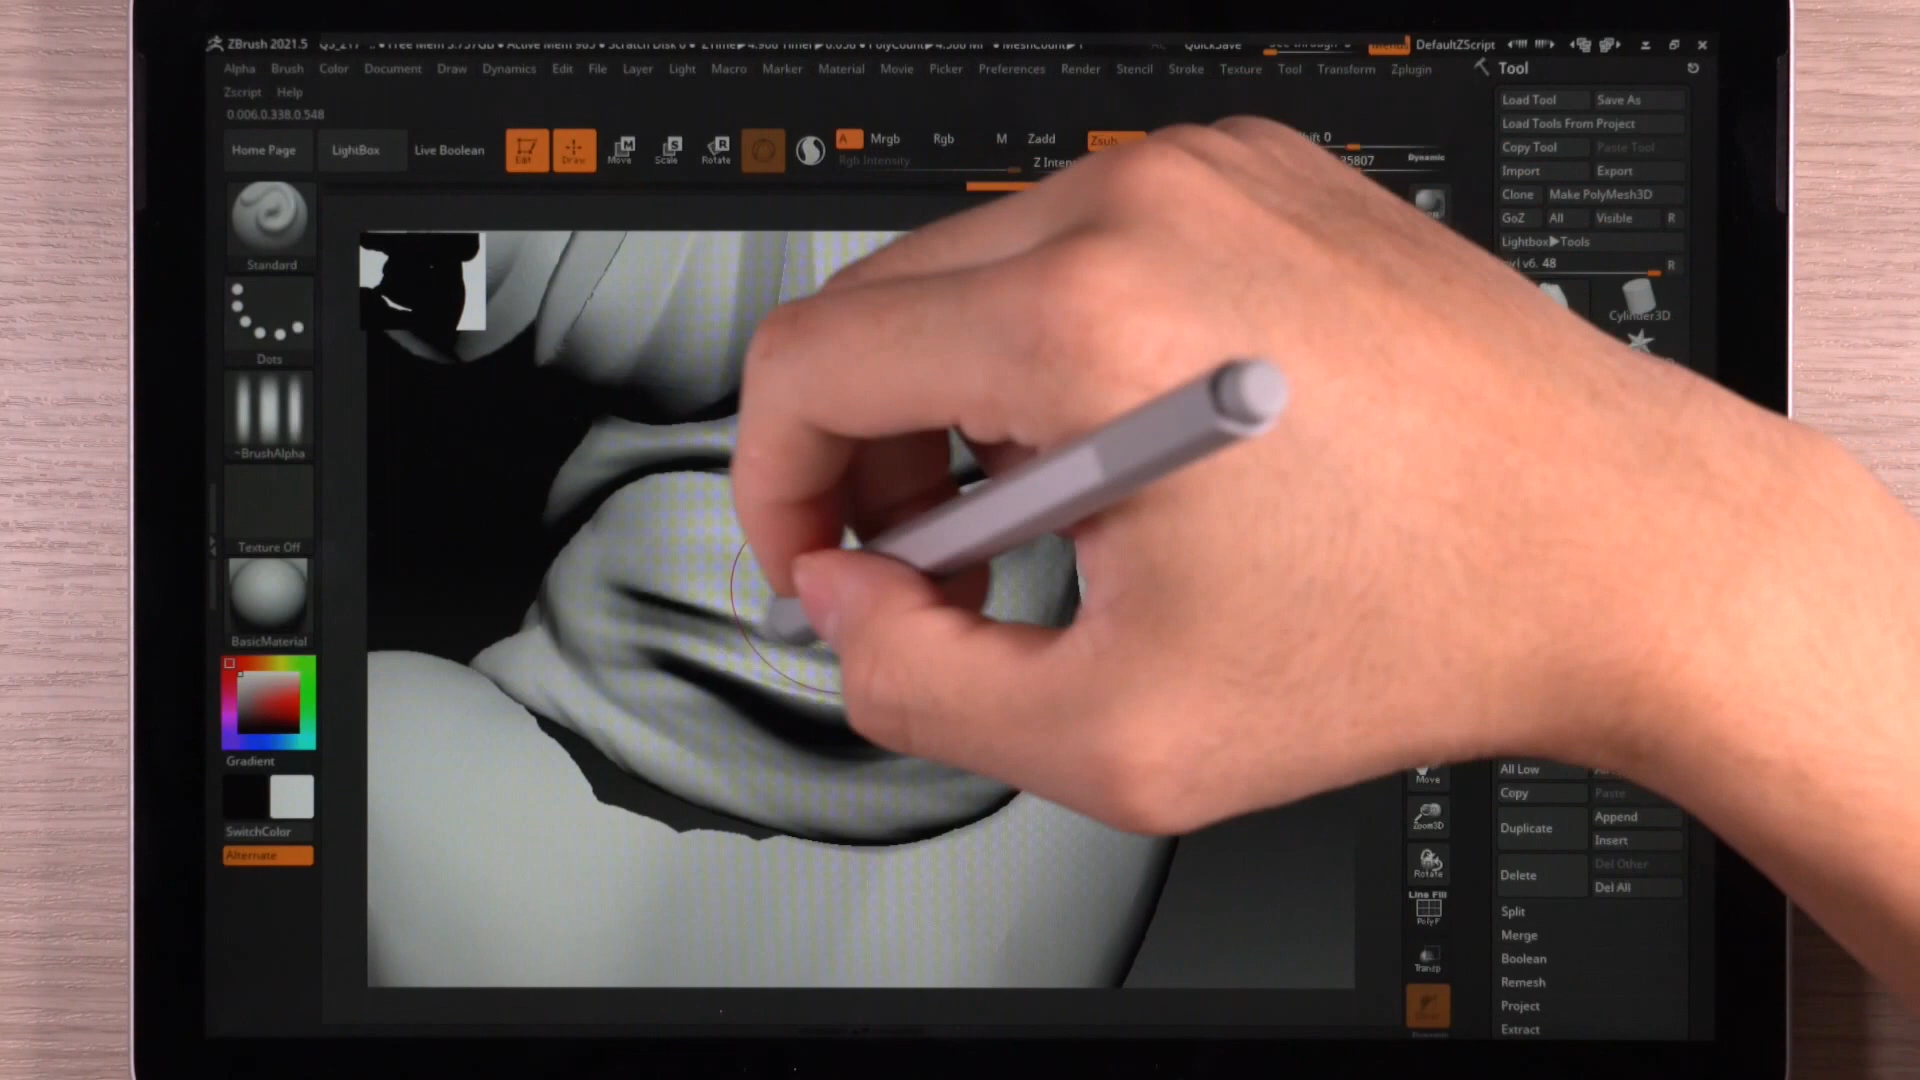 ZBrush 2021.5
QuickSave
DefaultZScript
Alpha Brush Color Document Draw Dynamics Edit File Layer Light Macro Marker Material Movie Picker Preferences Render Stencil Stroke Texture Tool Transform Zplugin
Zscript Help
0.006,0.338,0.548
Home Page
LightBox
Live Boolean
Edit
Draw
Move
Scale
Rotate
A
Mrgb
Rgb
M
Zadd
Zsub
Rgb Intensity
Dynamic
Standard
Dots
~BrushAlpha
Texture Off
BasicMaterial
Gradient
SwitchColor
Alternate
Tool
Load Tool
Save As
Load Tools From Project
Copy Tool
Paste Tool
Import
Export
Clone
Make PolyMesh3D
GoZ
All
Visible
R
Lightbox▶Tools
48
R
Cylinder3D
Move
Zoom3D
Rotate
Line Fill
PolyF
Transp
All Low
Copy
Paste
Duplicate
Append
Insert
Delete
Del Other
Del All
Split
Merge
Boolean
Remesh
Project
Extract